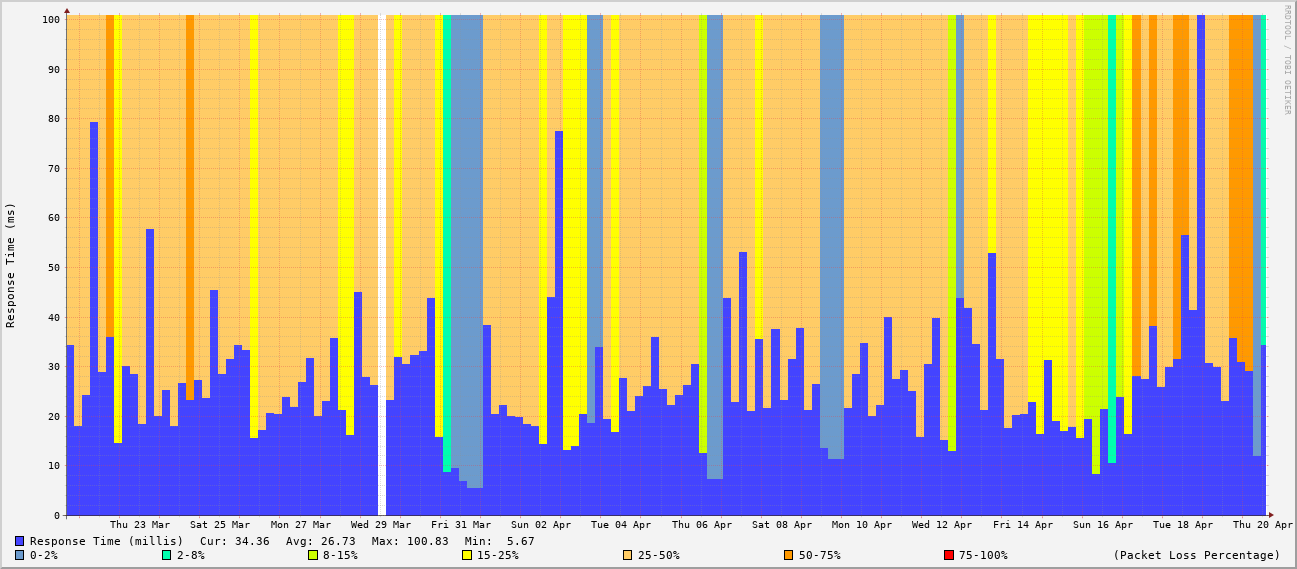 RRDTOOL / TOBI OETIKER
Response Time (ms)
100
90
80
70
60
50
40
30
20
10
0
Thu 23 Mar Sat 25 Mar Mon 27 Mar Wed 29 Mar Fri 31 Mar Sun 02 Apr Tue 04 Apr Thu 06 Apr Sat 08 Apr Mon 10 Apr Wed 12 Apr Fri 14 Apr Sun 16 Apr Tue 18 Apr Thu 20 Apr
Response Time (millis) Cur: 34.36 Avg: 26.73 Max: 100.83 Min: 5.67
0-2% 2-8% 8-15% 15-25% 25-50% 50-75% 75-100% (Packet Loss Percentage)